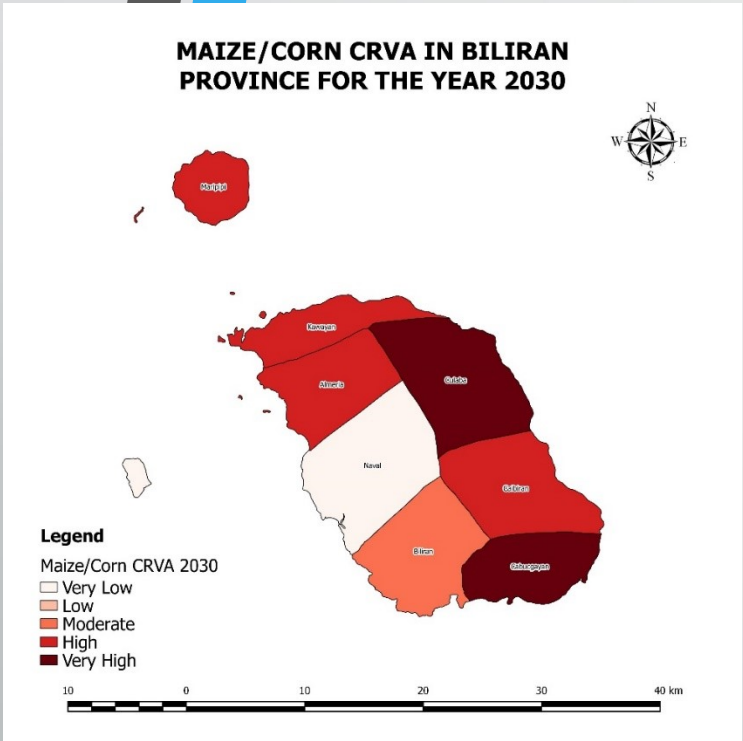 MAIZE/CORN CRVA IN BILIRAN
PROVINCE FOR THE YEAR 2030
N
W E
S
Maripipi
Kawayan
Almeria
Culaba
Naval
Caibiran
Biliran
Cabucgayan
Legend
Maize/Corn CRVA 2030
Very Low
Low
Moderate
High
Very High
10 0 10 20 30 40 km